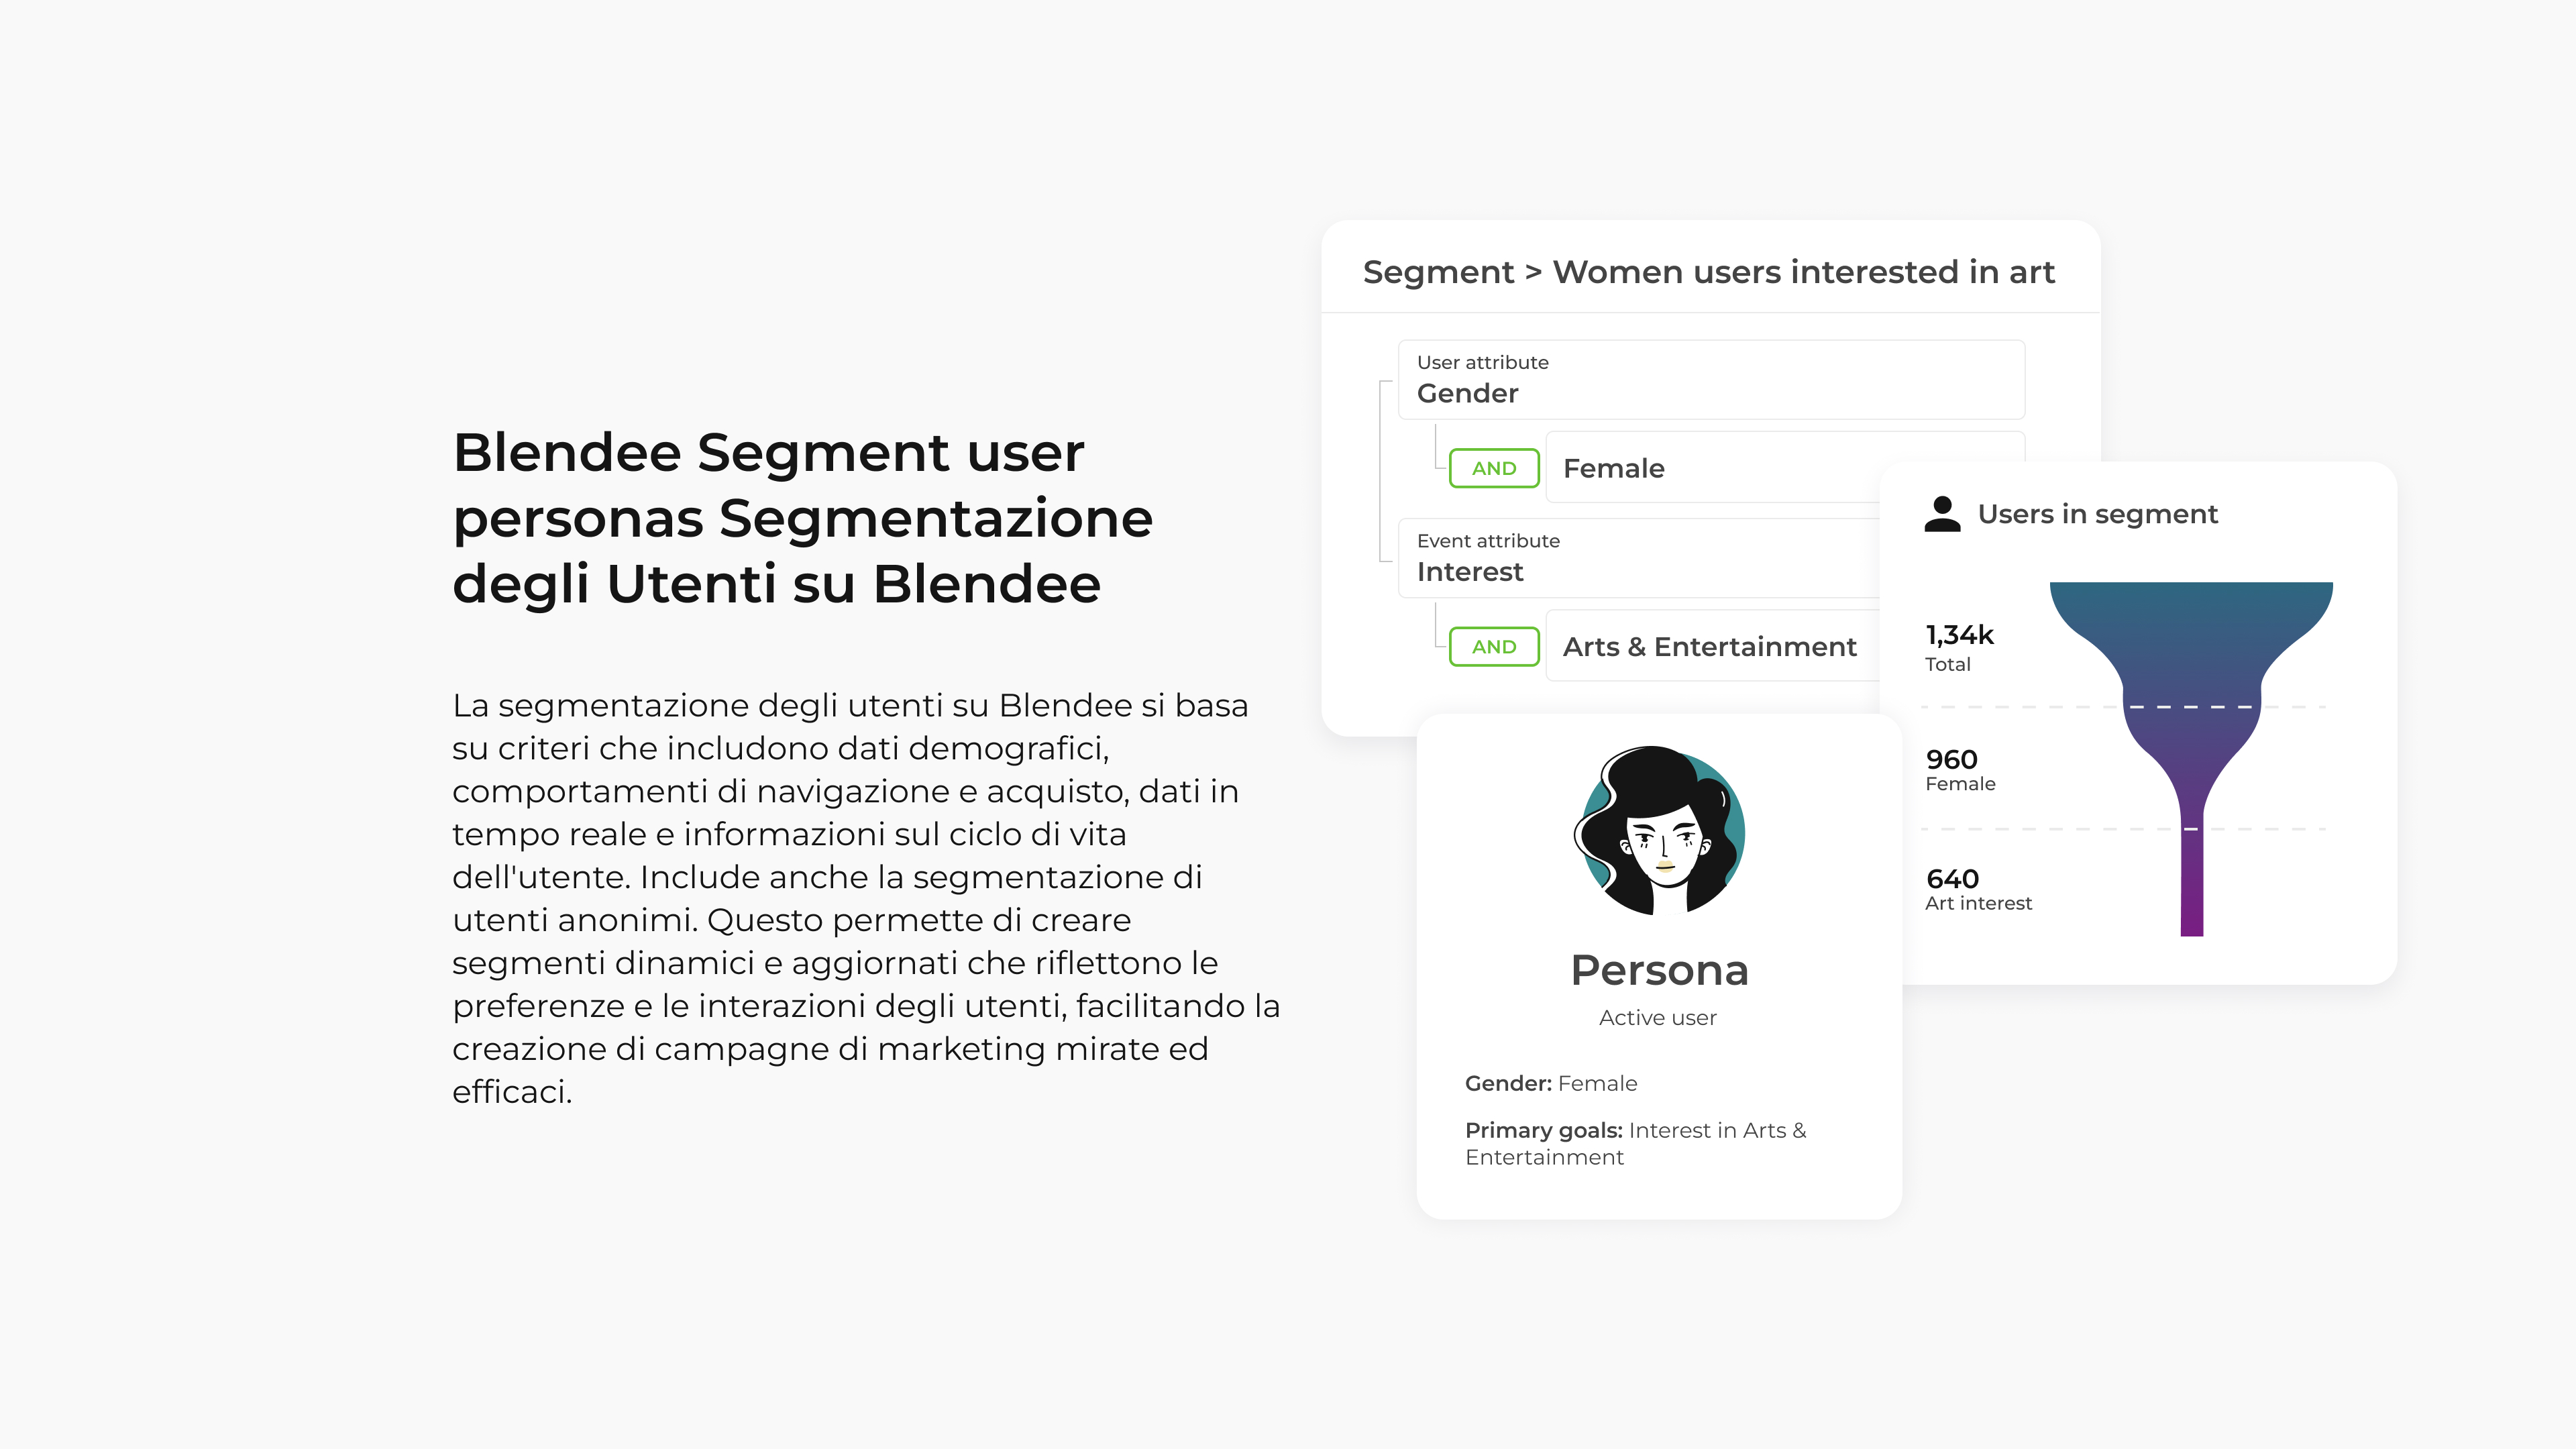 Blendee Segment user
personas Segmentazione
degli Utenti su Blendee
La segmentazione degli utenti su Blendee si basa
su criteri che includono dati demografici,
comportamenti di navigazione e acquisto, dati in
tempo reale e informazioni sul ciclo di vita
dell'utente. Include anche la segmentazione di
utenti anonimi. Questo permette di creare
segmenti dinamici e aggiornati che riflettono le
preferenze e le interazioni degli utenti, facilitando la
creazione di campagne di marketing mirate ed
efficaci.
Segment > Women users interested in art
User attribute
Gender
AND Female
Event attribute
Interest
AND Arts & Entertainment
Users in segment
1,34k
Total
960
Female
640
Art interest
Persona
Active user
Gender: Female
Primary goals: Interest in Arts &
Entertainment